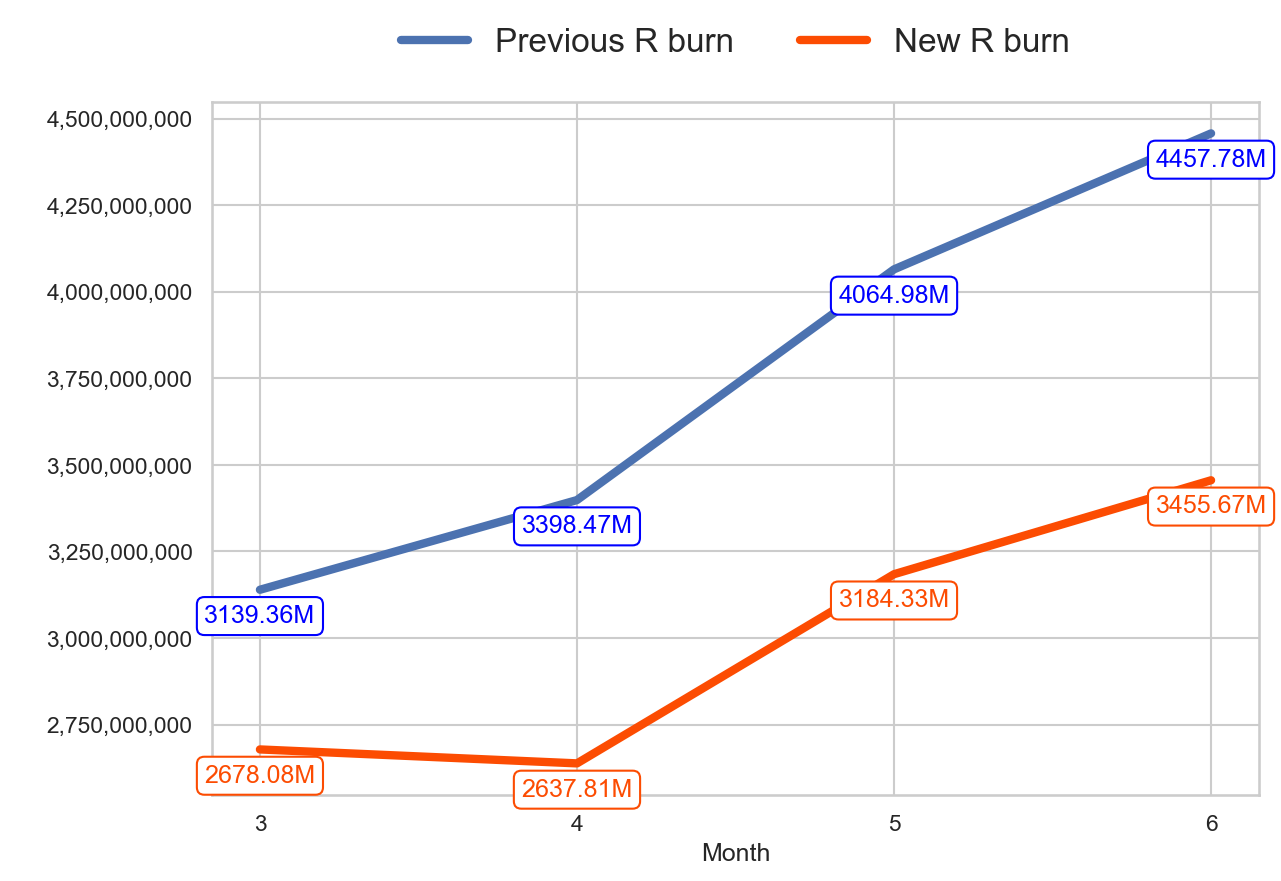 Previous R burn New R burn
4,500,000,000
4457.78M
4,250,000,000
4,000,000,000
4064.98M
3,750,000,000
3,500,000,000
3455.67M
3398.47M
3,250,000,000
3184.33M
3139.36M
3,000,000,000
2,750,000,000
2678.08M
2637.81M
3 4 5 6
Month